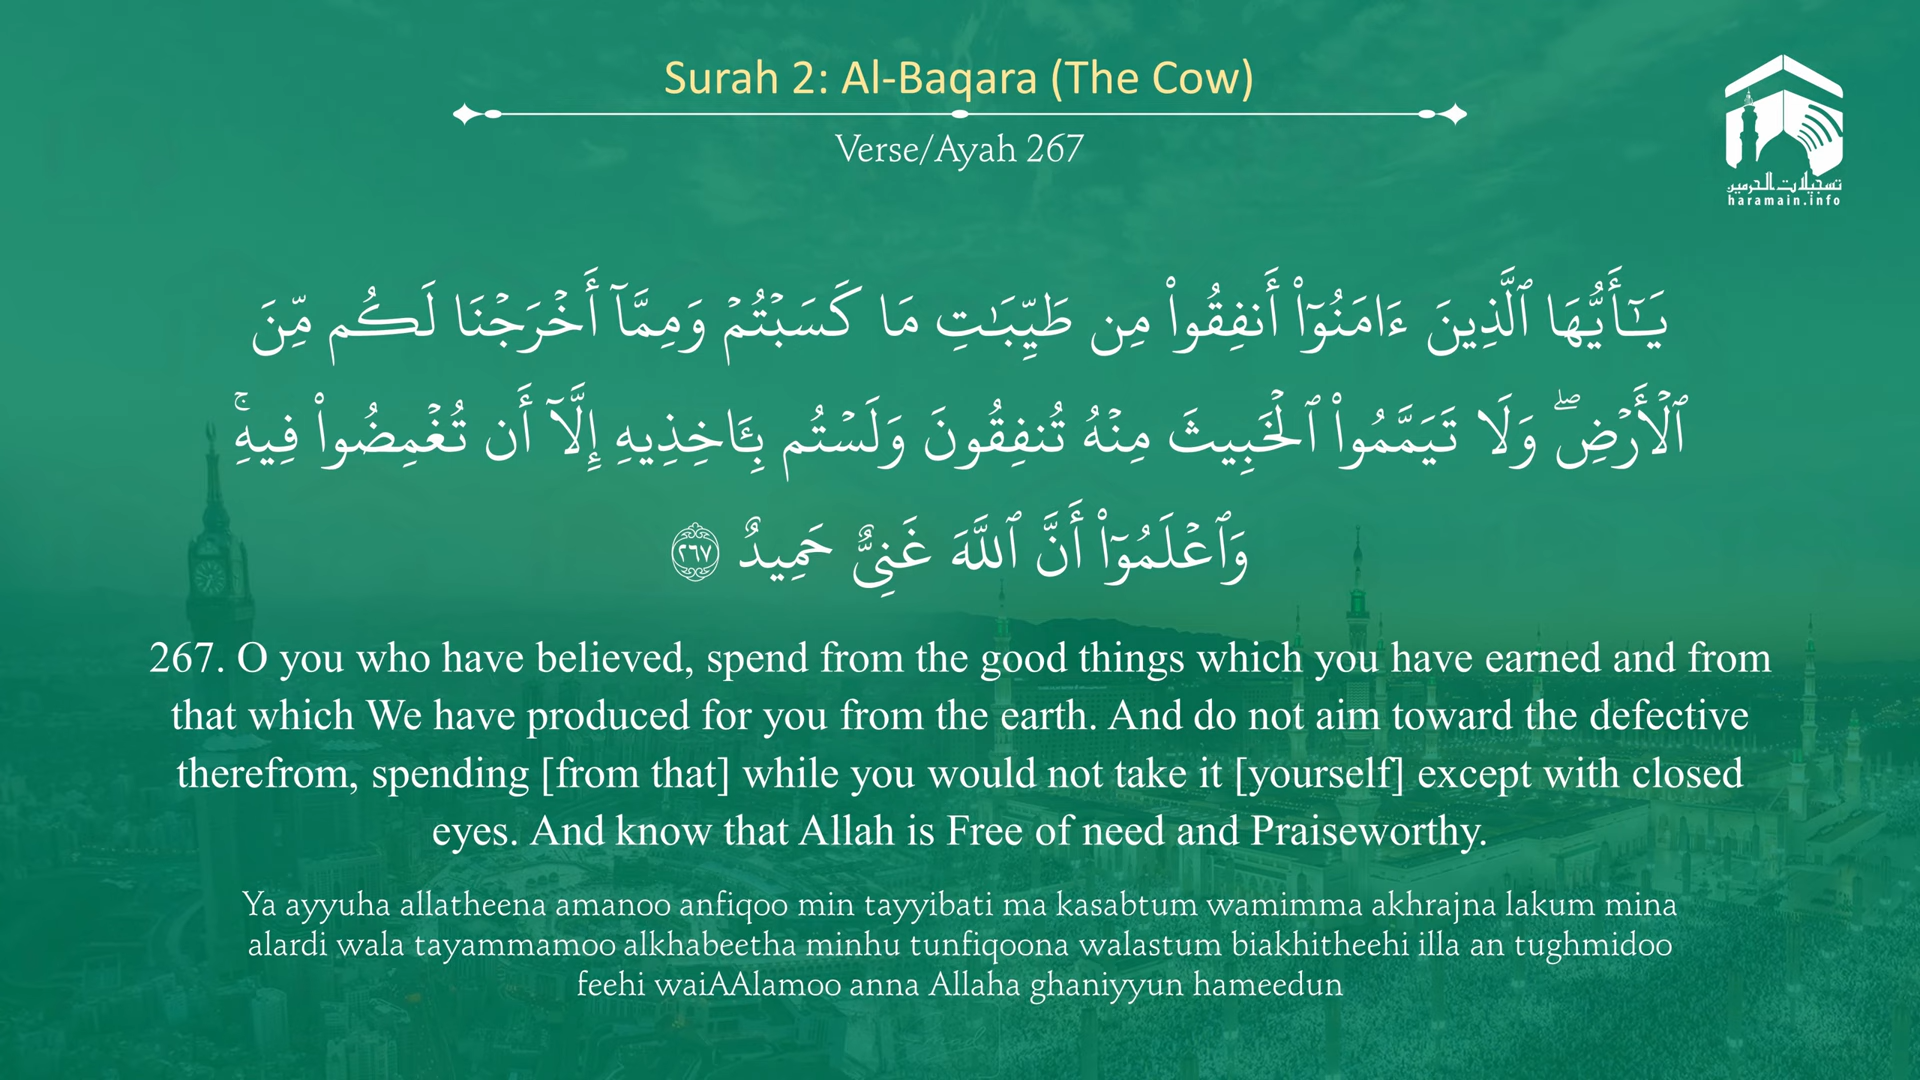 Surah 2: Al-Baqara (The Cow)
Verse/Ayah 267
تسجيلات الحرمين
haramain.info
يَـٰٓأَيُّهَا ٱلَّذِينَ ءَامَنُوٓا۟ أَنفِقُوا۟ مِن طَيِّبَـٰتِ مَا كَسَبْتُمْ وَمِمَّآ أَخْرَجْنَا لَكُم مِّنَ
ٱلْأَرْضِ ۖ وَلَا تَيَمَّمُوا۟ ٱلْخَبِيثَ مِنْهُ تُنفِقُونَ وَلَسْتُم بِـَٔاخِذِيهِ إِلَّآ أَن تُغْمِضُوا۟ فِيهِ ۚ
وَٱعْلَمُوٓا۟ أَنَّ ٱللَّهَ غَنِىٌّ حَمِيدٌ ٢٦٧
267. O you who have believed, spend from the good things which you have earned and from
that which We have produced for you from the earth. And do not aim toward the defective
therefrom, spending [from that] while you would not take it [yourself] except with closed
eyes. And know that Allah is Free of need and Praiseworthy.
Ya ayyuha allatheena amanoo anfiqoo min tayyibati ma kasabtum wamimma akhrajna lakum mina
alardi wala tayammamoo alkhabeetha minhu tunfiqoona walastum biakhitheehi illa an tughmidoo
feehi waiAAlamoo anna Allaha ghaniyyun hameedun